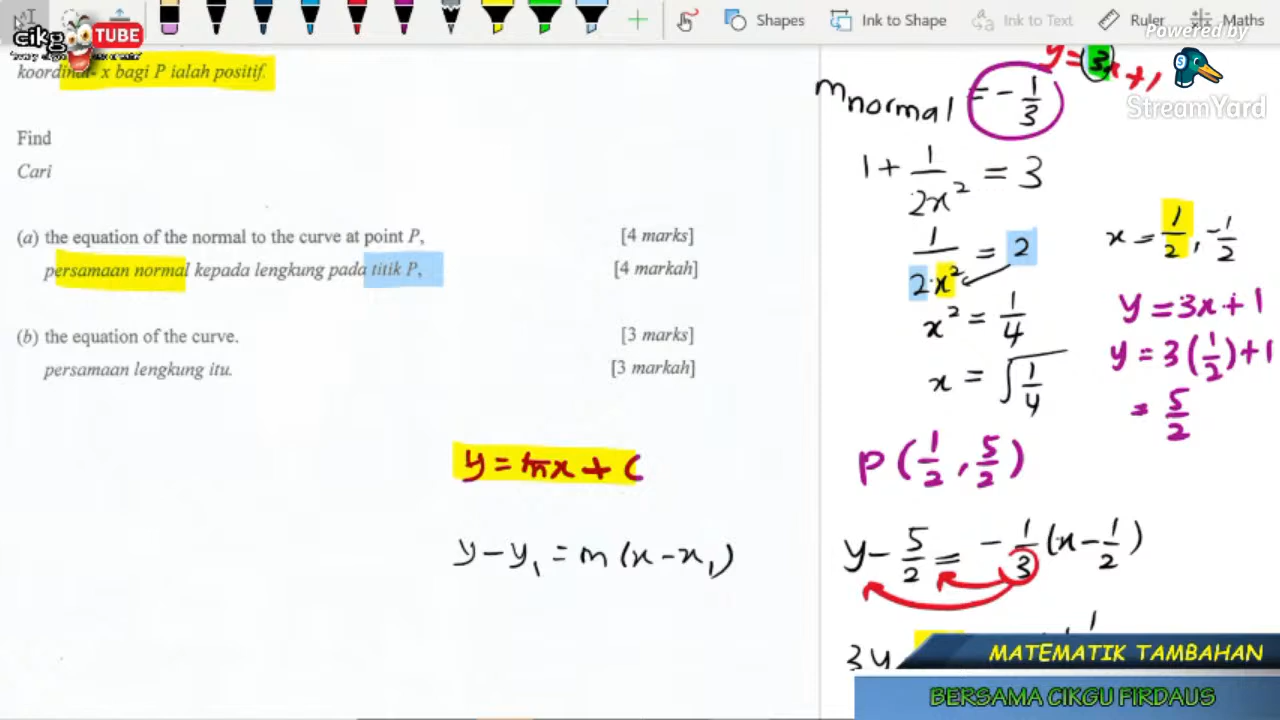 Shapes Ink to Shape Ink to Text Ruler Maths
cikg TUBE
Powered by
StreamYard
koordinat- x bagi P ialah positif.
Find
Cari
(a) the equation of the normal to the curve at point P, [4 marks]
persamaan normal kepada lengkung pada titik P, [4 markah]
(b) the equation of the curve. [3 marks]
persamaan lengkung itu. [3 markah]
y = mx + c
y - y₁ = m (x - x₁)
y = 3x + 1
m normal = - 1/3
1 + 1/2x² = 3
1/2x² = 2
x² = 1/4
x = √1/4
x = 1/2, -1/2
y = 3x + 1
y = 3 (1/2) + 1
= 5/2
P (1/2, 5/2)
y - 5/2 = - 1/3 (x - 1/2)
3y
MATEMATIK TAMBAHAN
BERSAMA CIKGU FIRDAUS